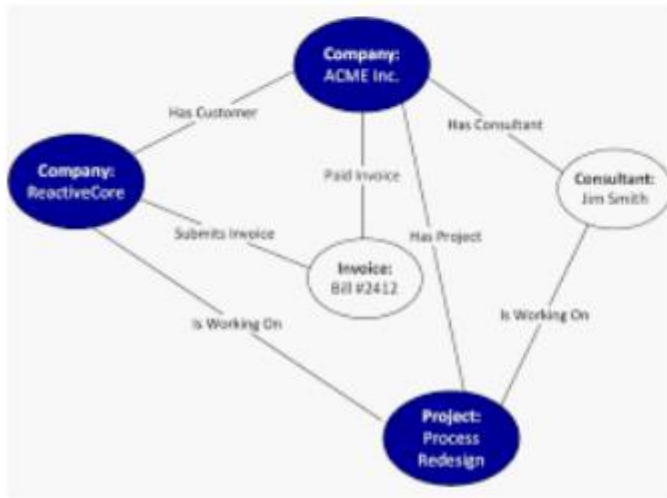 Company:
ACME Inc.
Has Customer
Has Consultant
Company:
ReactiveCore
Paid Invoice
Consultant:
Jim Smith
Submits Invoice
Has Project
Invoice:
Bill #2412
Is Working On
Is Working On
Project:
Process
Redesign